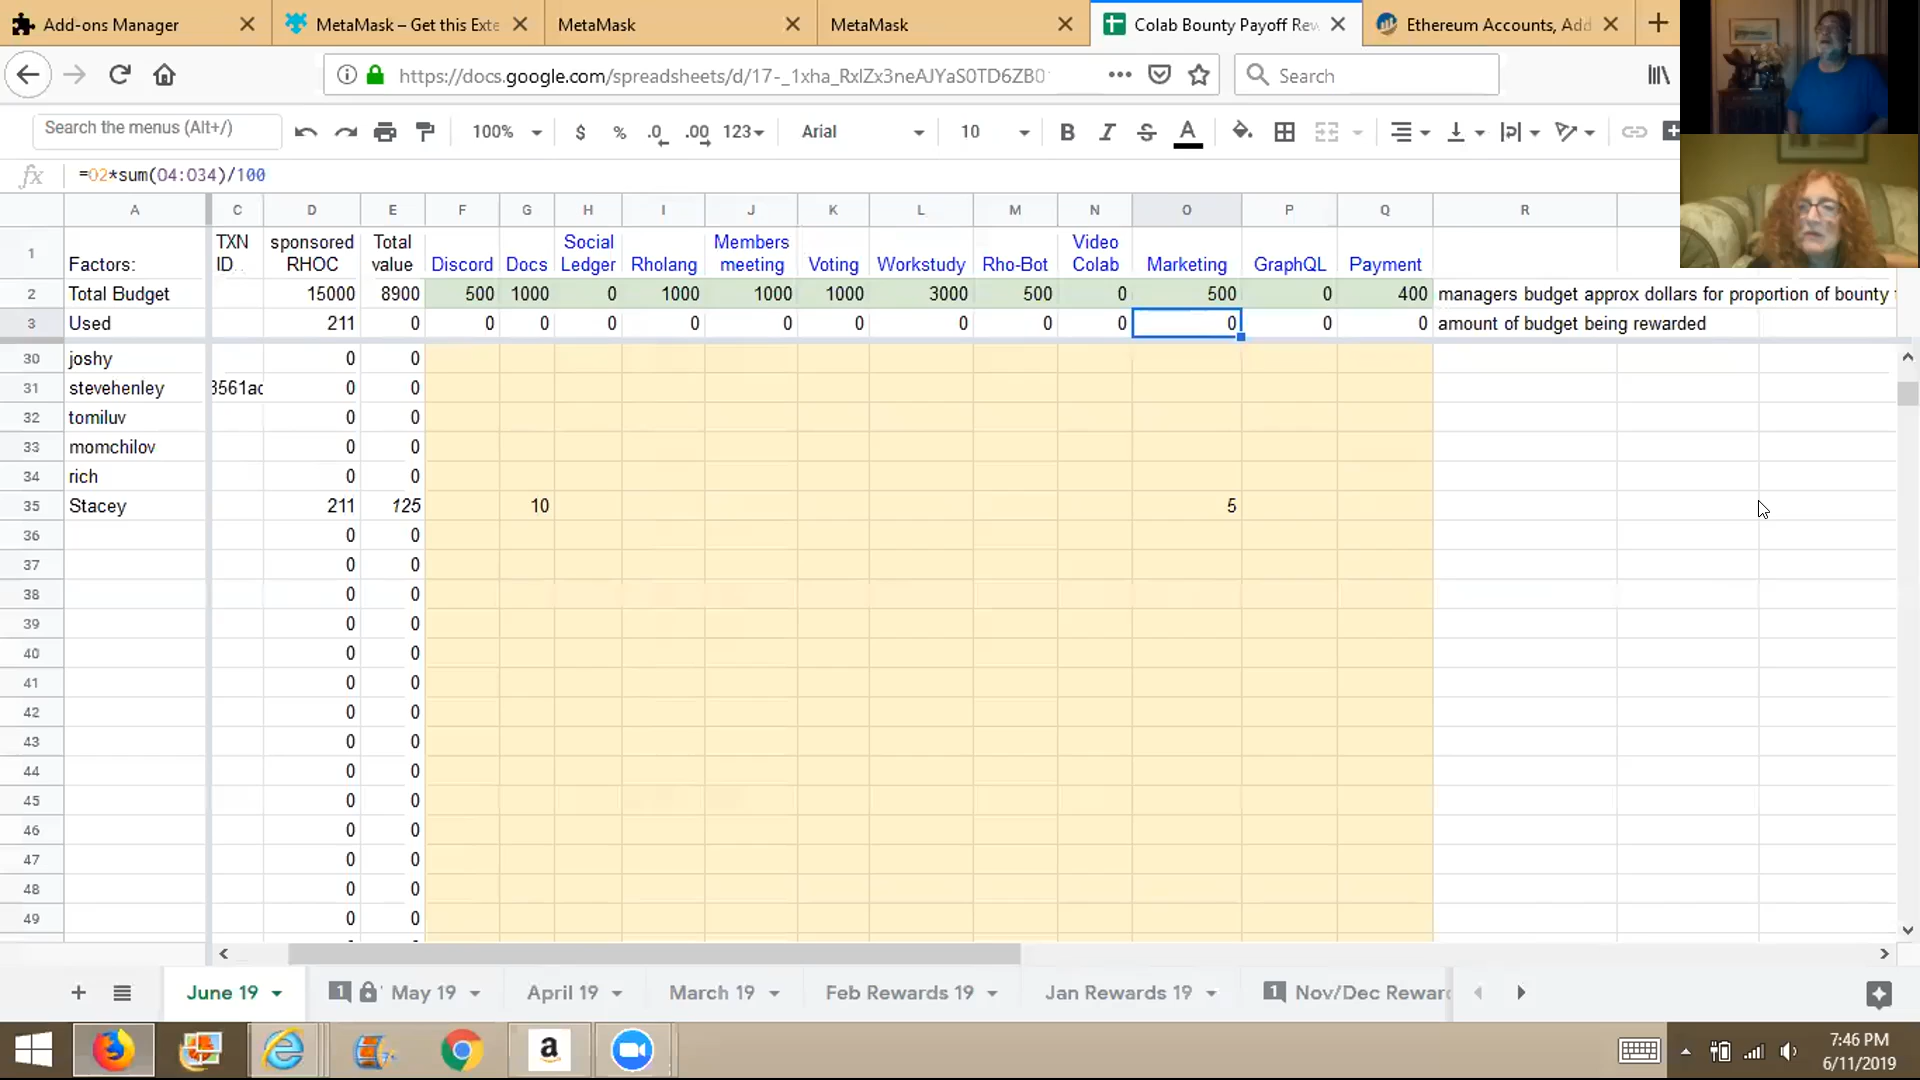 Add-ons Manager MetaMask – Get this Exte MetaMask MetaMask Colab Bounty Payoff Rew Ethereum Accounts, Add
https://docs.google.com/spreadsheets/d/17-_1xha_RxlZx3neAJYaS0TD6ZB0 Search
Search the menus (Alt+/) 100% $ % .0 .00 123 Arial 10 B I S A
fx =O2*sum(O4:O34)/100
A C D E F G H I J K L M N O P Q R
1 Factors: TXN ID.. sponsored RHOC Total value Discord Docs Social Ledger Rholang Members meeting Voting Workstudy Rho-Bot Video Colab Marketing GraphQL Payment
2 Total Budget 15000 8900 500 1000 0 1000 1000 1000 3000 500 0 500 0 400 managers budget approx dollars for proportion of bounty
3 Used 211 0 0 0 0 0 0 0 0 0 0 0 0 0 amount of budget being rewarded
30 joshy 0 0
31 stevehenley 3561ac 0 0
32 tomiluv 0 0
33 momchilov 0 0
34 rich 0 0
35 Stacey 211 125 10 5
36 0 0
37 0 0
38 0 0
39 0 0
40 0 0
41 0 0
42 0 0
43 0 0
44 0 0
45 0 0
46 0 0
47 0 0
48 0 0
49 0 0
+ June 19 1 May 19 April 19 March 19 Feb Rewards 19 Jan Rewards 19 1 Nov/Dec Rewar
7:46 PM
6/11/2019